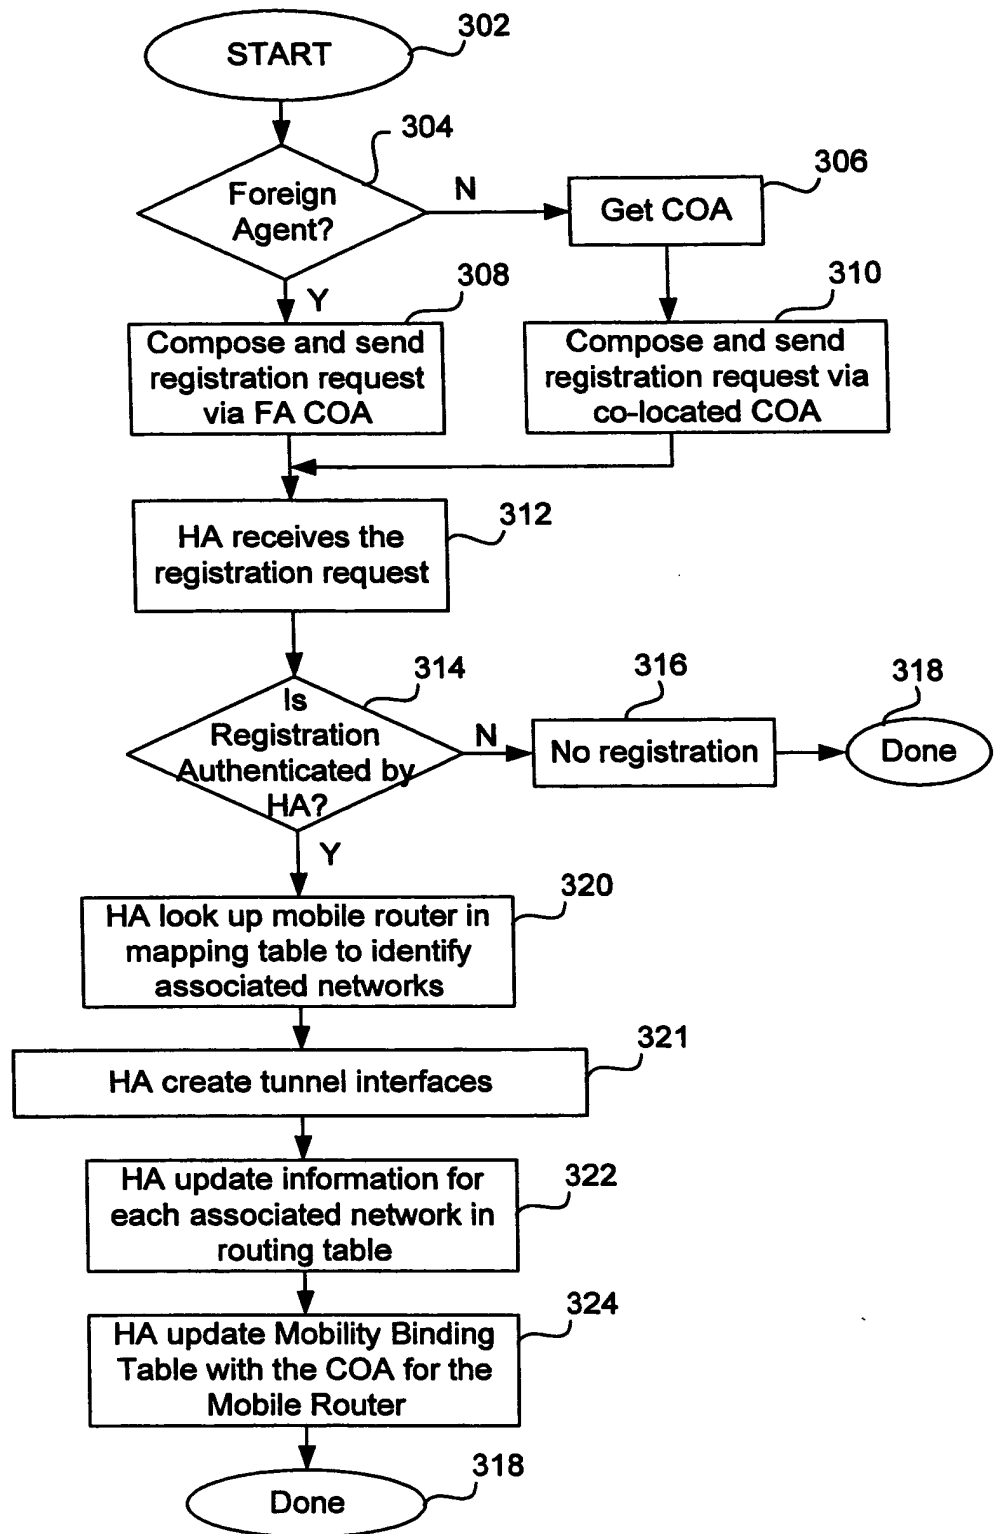 302
START
304
Foreign
Agent?
N
306
Get COA
Y
308
Compose and send
registration request
via FA COA
310
Compose and send
registration request via
co-located COA
312
HA receives the
registration request
314
Is
Registration
Authenticated by
HA?
N
316
No registration
318
Done
Y
320
HA look up mobile router in
mapping table to identify
associated networks
321
HA create tunnel interfaces
322
HA update information for
each associated network in
routing table
324
HA update Mobility Binding
Table with the COA for the
Mobile Router
318
Done